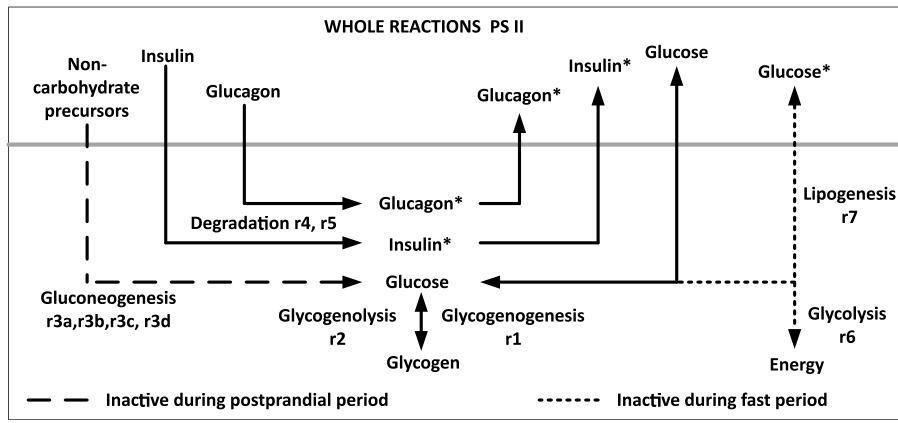 WHOLE REACTIONS PS II
Non-
carbohydrate
precursors
Insulin
Glucagon
Glucagon*
Insulin*
Glucose
Glucose*
Glucagon*
Degradation r4, r5
Insulin*
Lipogenesis
r7
Glucose
Gluconeogenesis
r3a,r3b,r3c, r3d
Glycogenolysis
r2
Glycogenogenesis
r1
Glycolysis
r6
Glycogen
Energy
Inactive during postprandial period
Inactive during fast period